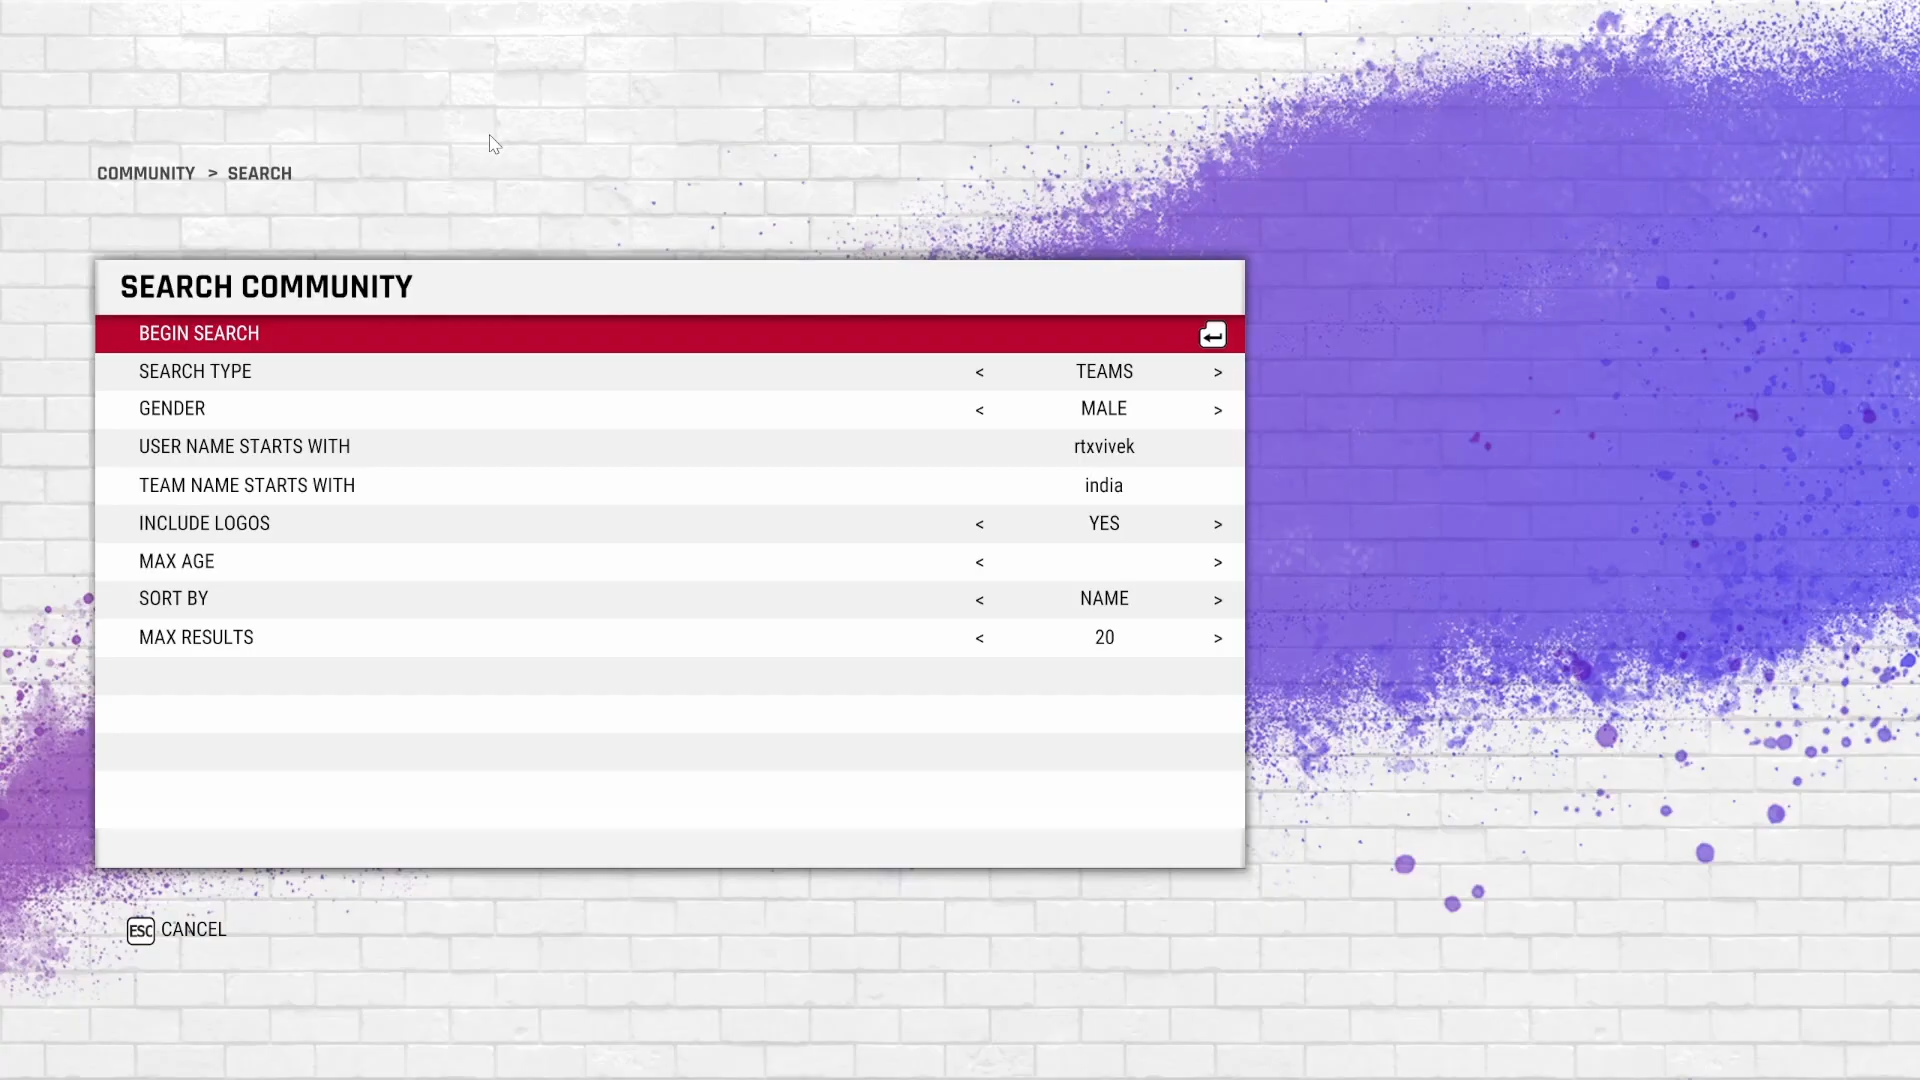 COMMUNITY > SEARCH
SEARCH COMMUNITY
BEGIN SEARCH
SEARCH TYPE < TEAMS >
GENDER < MALE >
USER NAME STARTS WITH rtxvivek
TEAM NAME STARTS WITH india
INCLUDE LOGOS < YES >
MAX AGE < >
SORT BY < NAME >
MAX RESULTS < 20 >
ESC CANCEL